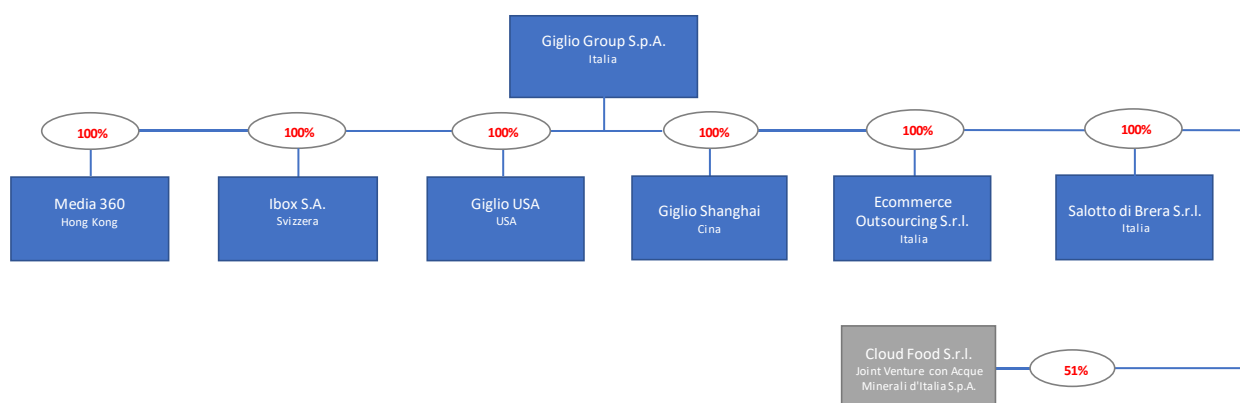 Giglio Group S.p.A.
Italia
100%
100%
100%
100%
100%
100%
Media 360
Hong Kong
Ibox S.A.
Svizzera
Giglio USA
USA
Giglio Shanghai
Cina
Ecommerce
Outsourcing S.r.l.
Italia
Salotto di Brera S.r.l.
Italia
Cloud Food S.r.l.
Joint Venture con Acque
Minerali d'Italia S.p.A.
51%